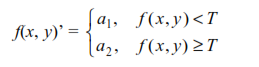 f(x, y)' = { a₁, f(x, y) < T
a₂, f(x, y) ≥ T